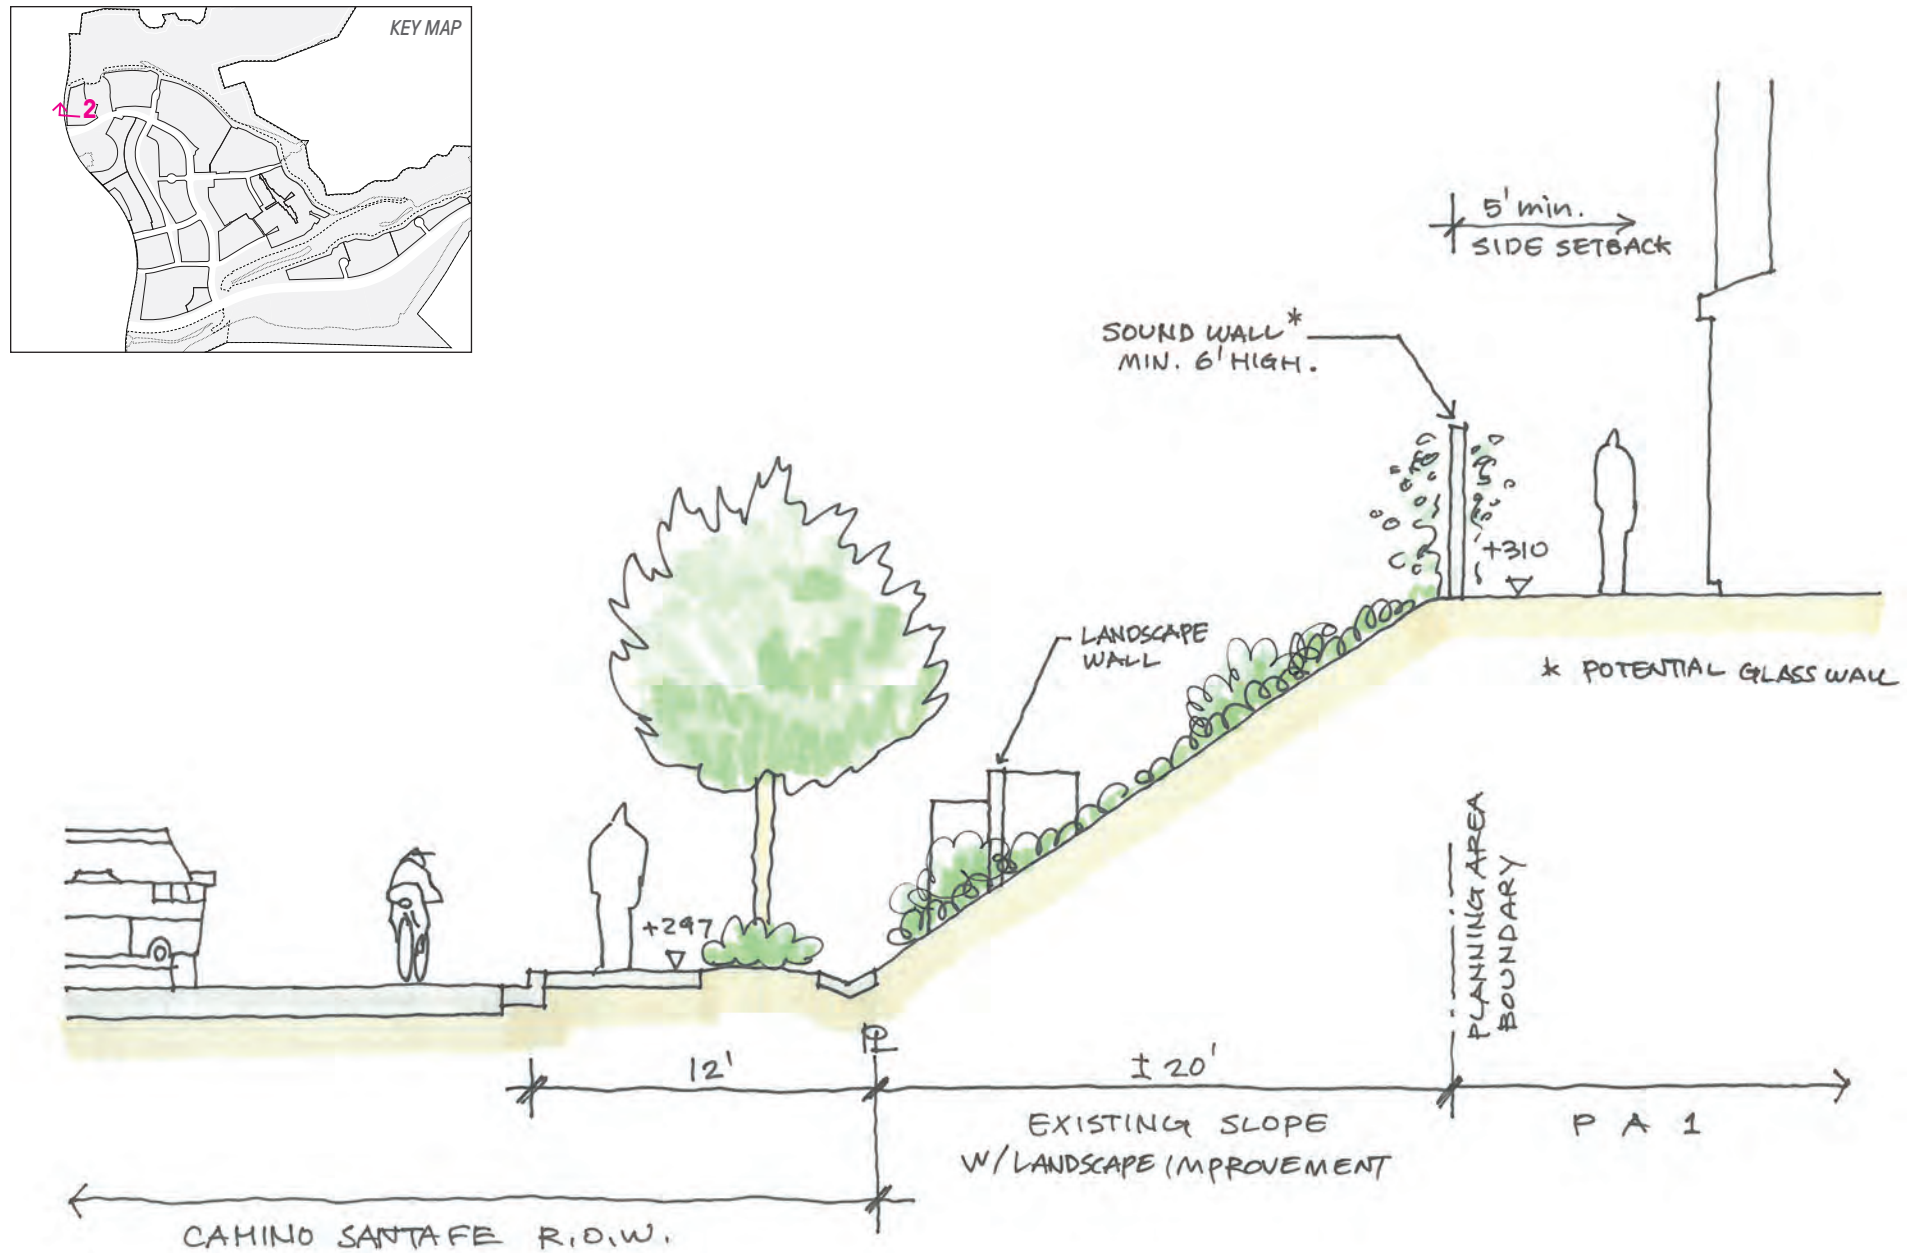 KEY MAP
2
5' min.
SIDE SETBACK
SOUND WALL*
MIN. 6' HIGH.
+310
LANDSCAPE
WALL
* POTENTIAL GLASS WALL
+297
PLANNING AREA
BOUNDARY
PL
12'
± 20'
EXISTING SLOPE
W/LANDSCAPE IMPROVEMENT
P A 1
CAMINO SANTA FE R.O.W.